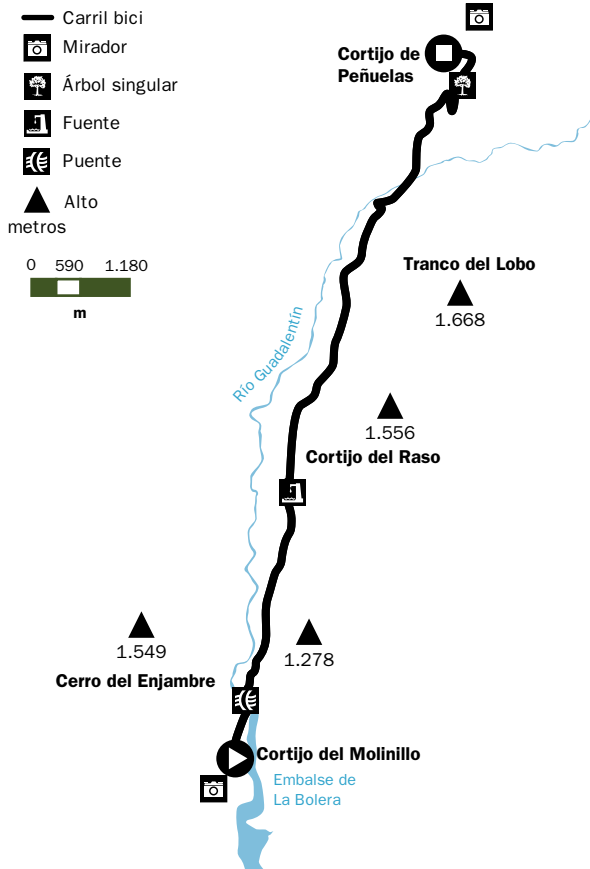 Carril bici
Mirador
Árbol singular
Fuente
Puente
Alto
metros
0 590 1.180
m
Cortijo de
Peñuelas
Tranco del Lobo
1.668
Río Guadalentín
1.556
Cortijo del Raso
1.549
Cerro del Enjambre
1.278
Cortijo del Molinillo
Embalse de
La Bolera